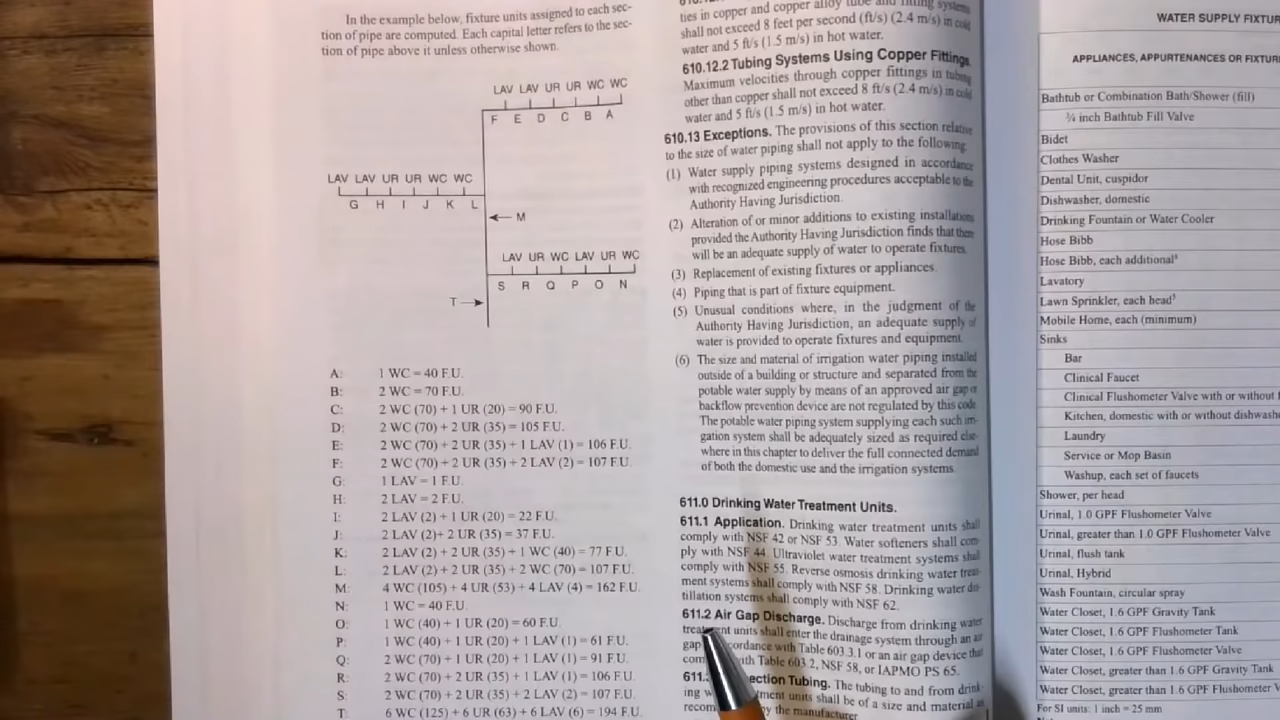 In the example below, fixture units assigned to each sec-
tion of pipe are computed. Each capital letter refers to the sec-
tion of pipe above it unless otherwise shown.
LAV LAV UR UR WC WC
F E D C B A
LAV LAV UR UR WC WC
G H I J K L
M
LAV UR WC LAV UR WC
S R Q P O N
T
A: 1 WC = 40 F.U.
B: 2 WC = 70 F.U.
C: 2 WC (70) + 1 UR (20) = 90 F.U.
D: 2 WC (70) + 2 UR (35) = 105 F.U.
E: 2 WC (70) + 2 UR (35) + 1 LAV (1) = 106 F.U.
F: 2 WC (70) + 2 UR (35) + 2 LAV (2) = 107 F.U.
G: 1 LAV = 1 F.U.
H: 2 LAV = 2 F.U.
I: 2 LAV (2) + 1 UR (20) = 22 F.U.
J: 2 LAV (2)+ 2 UR (35) = 37 F.U.
K: 2 LAV (2) + 2 UR (35) + 1 WC (40) = 77 F.U.
L: 2 LAV (2) + 2 UR (35) + 2 WC (70) = 107 F.U.
M: 4 WC (105) + 4 UR (53) + 4 LAV (4) = 162 F.U.
N: 1 WC = 40 F.U.
O: 1 WC (40) + 1 UR (20) = 60 F.U.
P: 1 WC (40) + 1 UR (20) + 1 LAV (1) = 61 F.U.
Q: 2 WC (70) + 1 UR (20) + 1 LAV (1) = 91 F.U.
R: 2 WC (70) + 2 UR (35) + 1 LAV (1) = 106 F.U.
S: 2 WC (70) + 2 UR (35) + 2 LAV (2) = 107 F.U.
T: 6 WC (125) + 6 UR (63) + 6 LAV (6) = 194 F.U.
ties in copper and copper alloy tube and fitting systems
shall not exceed 8 feet per second (ft/s) (2.4 m/s) in cold
water and 5 ft/s (1.5 m/s) in hot water.
610.12.2 Tubing Systems Using Copper Fittings.
Maximum velocities through copper fittings in tubing
other than copper shall not exceed 8 ft/s (2.4 m/s) in cold
water and 5 ft/s (1.5 m/s) in hot water.
610.13 Exceptions. The provisions of this section relative
to the size of water piping shall not apply to the following:
(1) Water supply piping systems designed in accordance
with recognized engineering procedures acceptable to the
Authority Having Jurisdiction.
(2) Alteration of or minor additions to existing installations
provided the Authority Having Jurisdiction finds that there
will be an adequate supply of water to operate fixtures.
(3) Replacement of existing fixtures or appliances.
(4) Piping that is part of fixture equipment.
(5) Unusual conditions where, in the judgment of the
Authority Having Jurisdiction, an adequate supply of
water is provided to operate fixtures and equipment.
(6) The size and material of irrigation water piping installed
outside of a building or structure and separated from the
potable water supply by means of an approved air gap or
backflow prevention device are not regulated by this code.
The potable water piping system supplying each such irri-
gation system shall be adequately sized as required else-
where in this chapter to deliver the full connected demand
of both the domestic use and the irrigation systems.
611.0 Drinking Water Treatment Units.
611.1 Application. Drinking water treatment units shall
comply with NSF 42 or NSF 53. Water softeners shall com-
ply with NSF 44. Ultraviolet water treatment systems shall
comply with NSF 55. Reverse osmosis drinking water treat-
ment systems shall comply with NSF 58. Drinking water dis-
tillation systems shall comply with NSF 62.
611.2 Air Gap Discharge. Discharge from drinking water
treatment units shall enter the drainage system through an air
gap accordance with Table 603.3.1 or an air gap device that
com with Table 603.2, NSF 58, or IAPMO PS 65.
611. ection Tubing. The tubing to and from drink-
ing w tment units shall be of a size and material as
recom by the manufacturer
WATER SUPPLY FIXTUR
APPLIANCES, APPURTENANCES OR FIXTUR
Bathtub or Combination Bath/Shower (fill)
¾ inch Bathtub Fill Valve
Bidet
Clothes Washer
Dental Unit, cuspidor
Dishwasher, domestic
Drinking Fountain or Water Cooler
Hose Bibb
Hose Bibb, each additional⁸
Lavatory
Lawn Sprinkler, each head⁵
Mobile Home, each (minimum)
Sinks
Bar
Clinical Faucet
Clinical Flushometer Valve with or without
Kitchen, domestic with or without dishwash
Laundry
Service or Mop Basin
Washup, each set of faucets
Shower, per head
Urinal, 1.0 GPF Flushometer Valve
Urinal, greater than 1.0 GPF Flushometer Valve
Urinal, flush tank
Urinal, Hybrid
Wash Fountain, circular spray
Water Closet, 1.6 GPF Gravity Tank
Water Closet, 1.6 GPF Flushometer Tank
Water Closet, 1.6 GPF Flushometer Valve
Water Closet, greater than 1.6 GPF Gravity Tank
Water Closet, greater than 1.6 GPF Flushometer V
For SI units: 1 inch = 25 mm